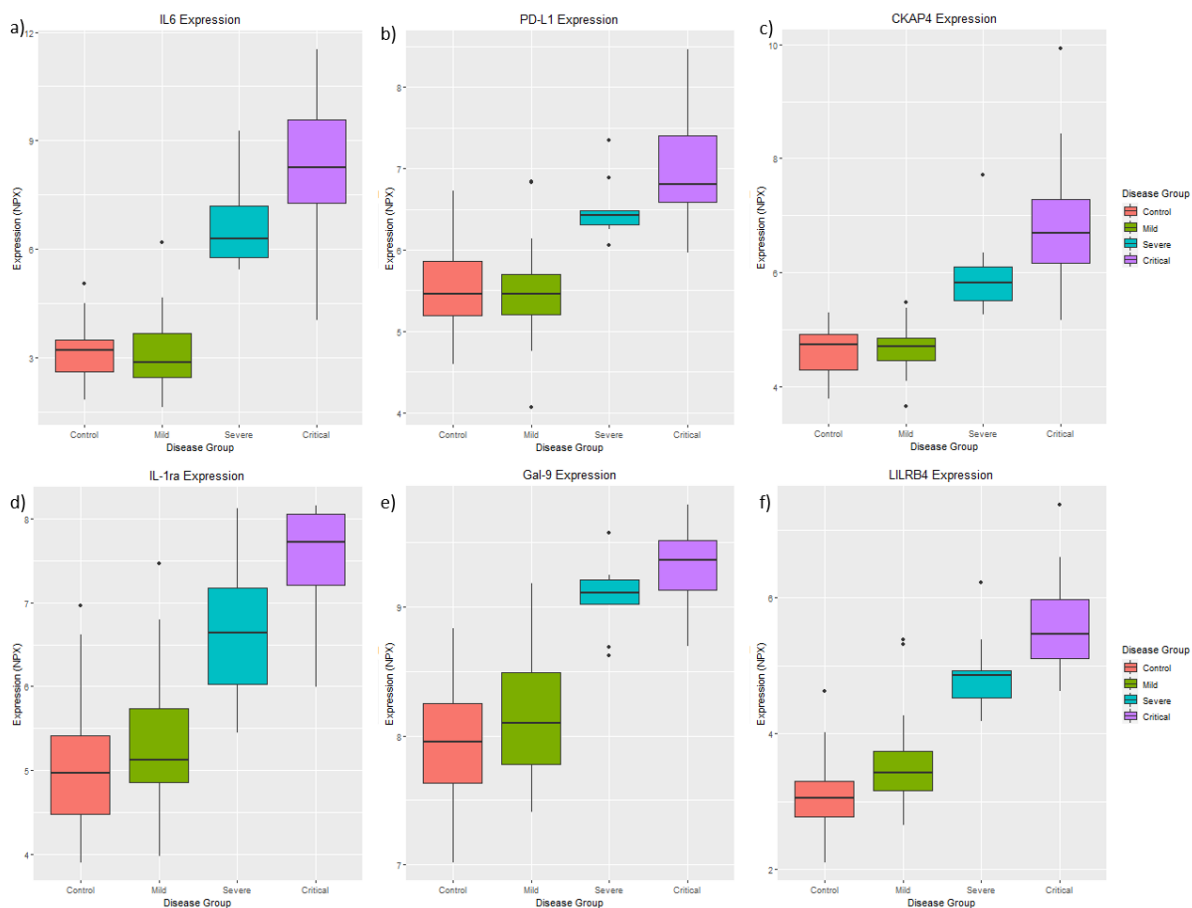 a)
IL6 Expression
12
9
6
3
Expression (NPX)
Control
Mild
Severe
Critical
Disease Group
b)
PD-L1 Expression
8
7
6
5
4
Expression (NPX)
Control
Mild
Severe
Critical
Disease Group
c)
CKAP4 Expression
10
8
6
4
Expression (NPX)
Control
Mild
Severe
Critical
Disease Group
Disease Group
Control
Mild
Severe
Critical
d)
IL-1ra Expression
8
7
6
5
4
Expression (NPX)
Control
Mild
Severe
Critical
Disease Group
e)
Gal-9 Expression
9
8
7
Expression (NPX)
Control
Mild
Severe
Critical
Disease Group
f)
LILRB4 Expression
6
4
2
Expression (NPX)
Control
Mild
Severe
Critical
Disease Group
Disease Group
Control
Mild
Severe
Critical